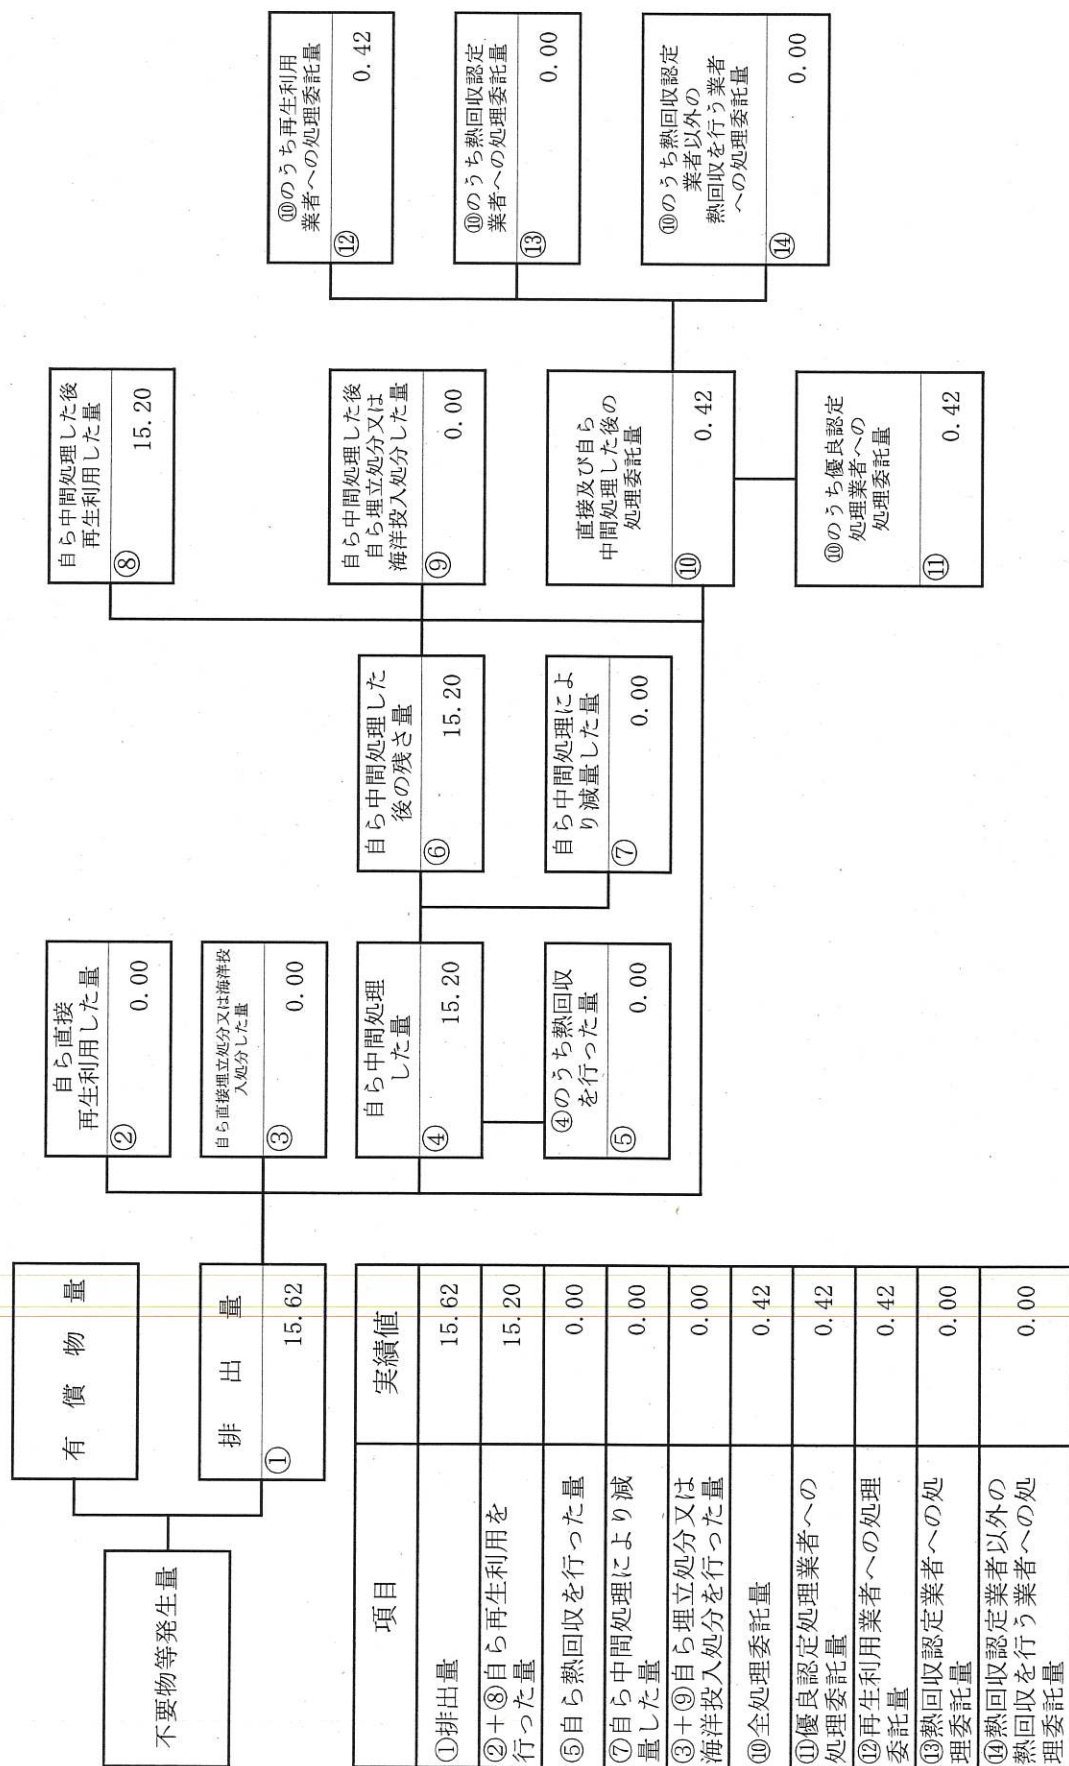 不要物等発生量
有償物量
排出量
①
15.62
自ら直接
再生利用した量
②
0.00
自ら直接埋立処分又は海洋投
入処分した量
③
0.00
自ら中間処理
した量
④
15.20
④のうち熱回収
を行った量
⑤
0.00
自ら中間処理した
後の残さ量
⑥
15.20
自ら中間処理によ
り減量した量
⑦
0.00
自ら中間処理した後
再生利用した量
⑧
15.20
自ら中間処理した後
自ら埋立処分又は
海洋投入処分した量
⑨
0.00
直接及び自ら
中間処理した後の
処理委託量
⑩
0.42
⑩のうち優良認定
処理業者への
処理委託量
⑪
0.42
⑩のうち再生利用
業者への処理委託量
⑫
0.42
⑩のうち熱回収認定
業者への処理委託量
⑬
0.00
⑩のうち熱回収認定
業者以外の
熱回収を行う業者
への処理委託量
⑭
0.00
項目 実績値
①排出量 15.62
②+⑧自ら再生利用を
行った量 15.20
⑤自ら熱回収を行った量 0.00
⑦自ら中間処理により減
量した量 0.00
③+⑨自ら埋立処分又は
海洋投入処分を行った量 0.00
⑩全処理委託量 0.42
⑪優良認定処理業者への
処理委託量 0.42
⑫再生利用業者への処理
委託量 0.42
⑬熱回収認定業者への処
理委託量 0.00
⑭熱回収認定業者以外の
熱回収を行う業者への処
理委託量 0.00